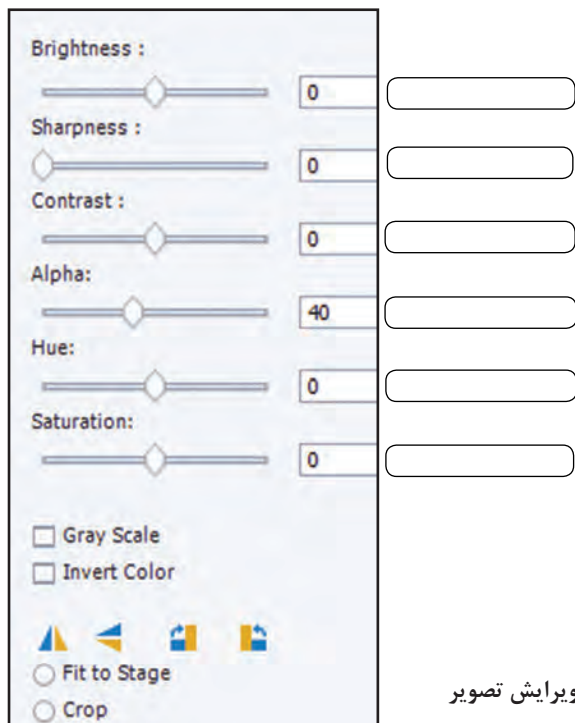 Brightness :
0
Sharpness :
0
Contrast :
0
Alpha:
40
Hue:
0
Saturation:
0
Gray Scale
Invert Color
Fit to Stage
Crop
ویرایش تصویر